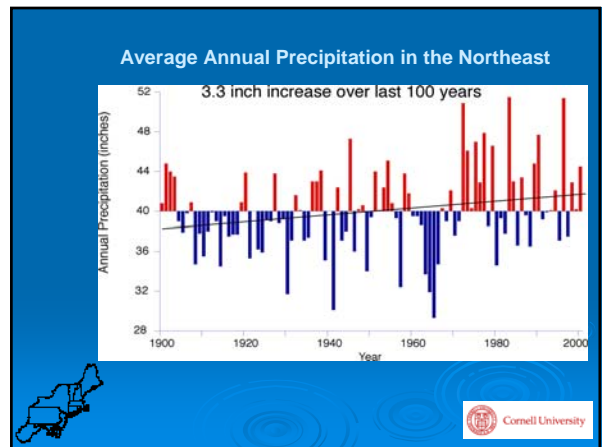 Average Annual Precipitation in the Northeast
3.3 inch increase over last 100 years
Annual Precipitation (inches)
52
48
44
40
36
32
28
1900
1920
1940
1960
1980
2000
Year
Cornell University